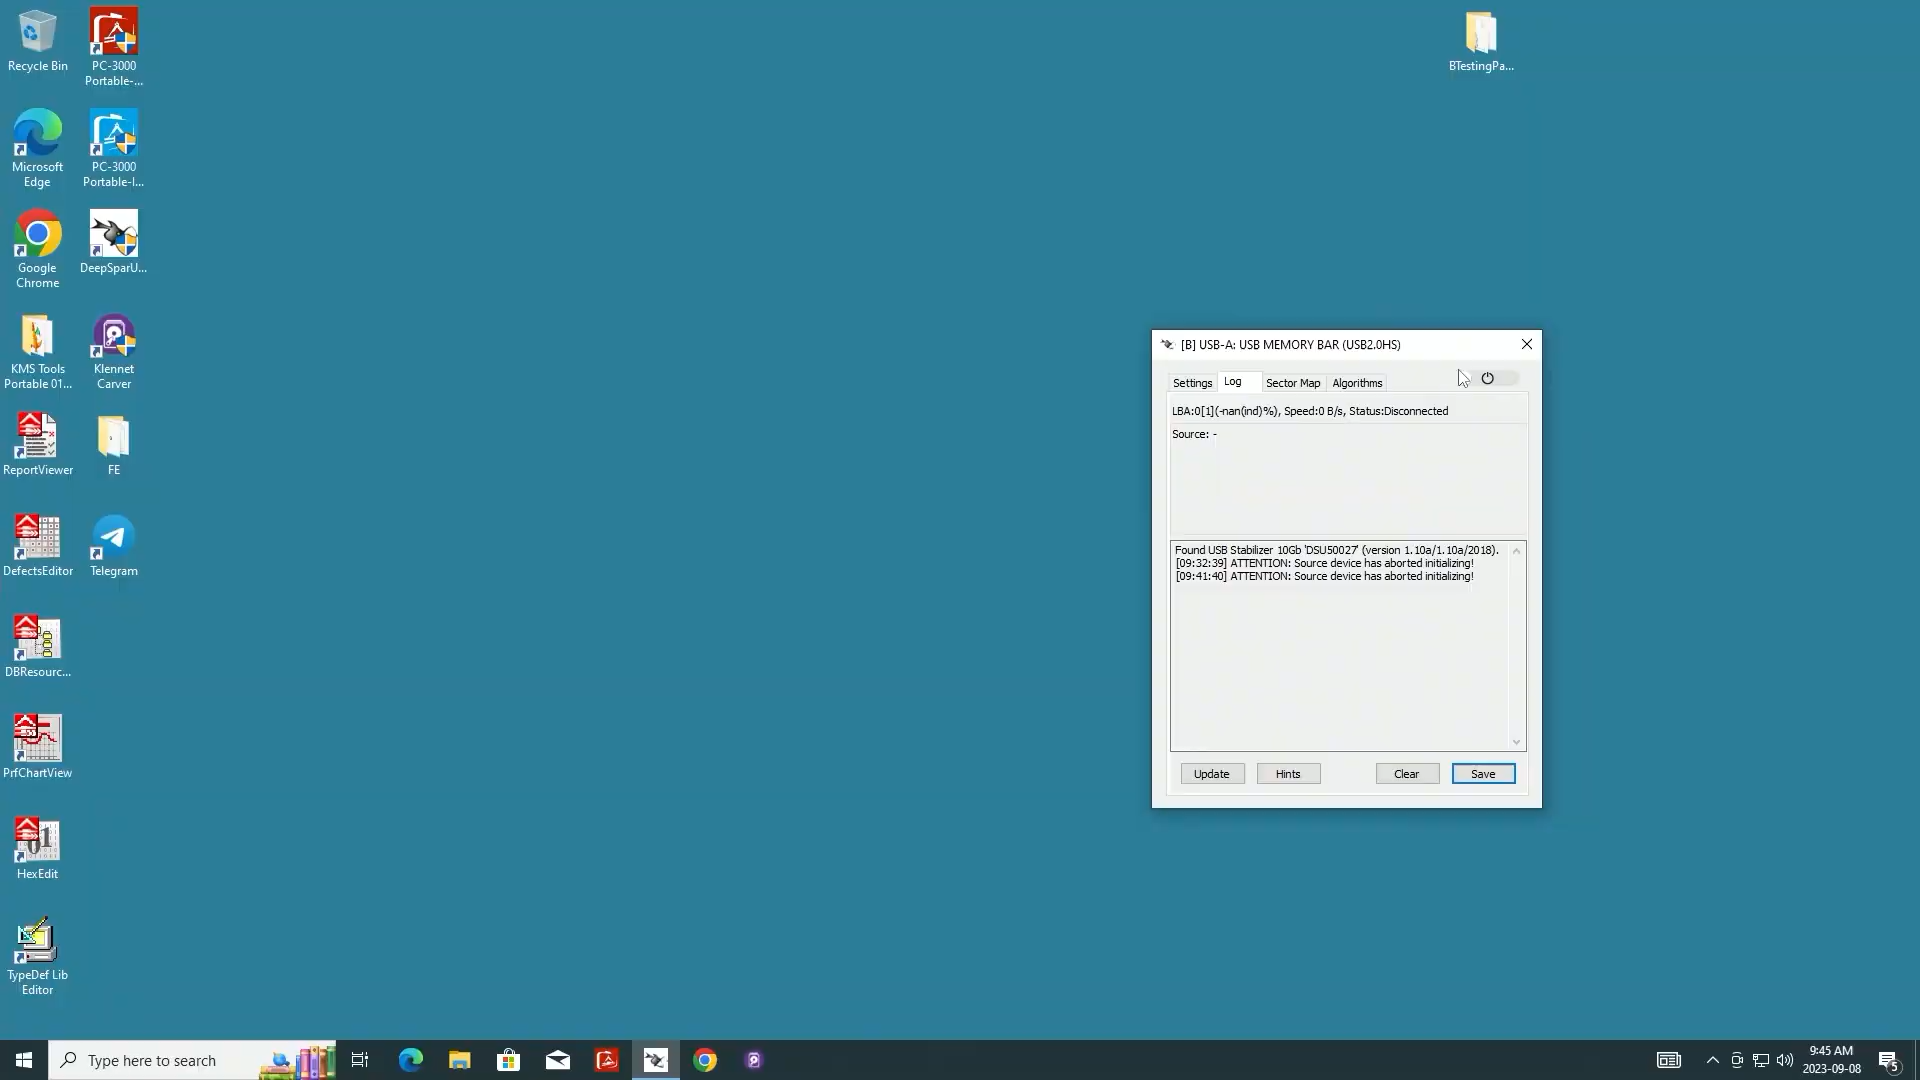 Recycle Bin
PC-3000
Portable-...
BTestingPa...
Microsoft
Edge
PC-3000
Portable-I...
Google
Chrome
DeepSparU...
KMS Tools
Portable 01...
Klennet
Carver
ReportViewer
FE
DefectsEditor
Telegram
DBResourc...
PrfChartView
HexEdit
TypeDef Lib
Editor
[B] USB-A: USB MEMORY BAR (USB2.0HS)
Settings
Log
Sector Map
Algorithms
LBA:0[1](-nan(ind)%), Speed:0 B/s, Status:Disconnected
Source: -
Found USB Stabilizer 10Gb 'DSU50027' (version 1.10a/1.10a/2018).
[09:32:39] ATTENTION: Source device has aborted initializing!
[09:41:40] ATTENTION: Source device has aborted initializing!
Update
Hints
Clear
Save
Type here to search
9:45 AM
2023-09-08
5